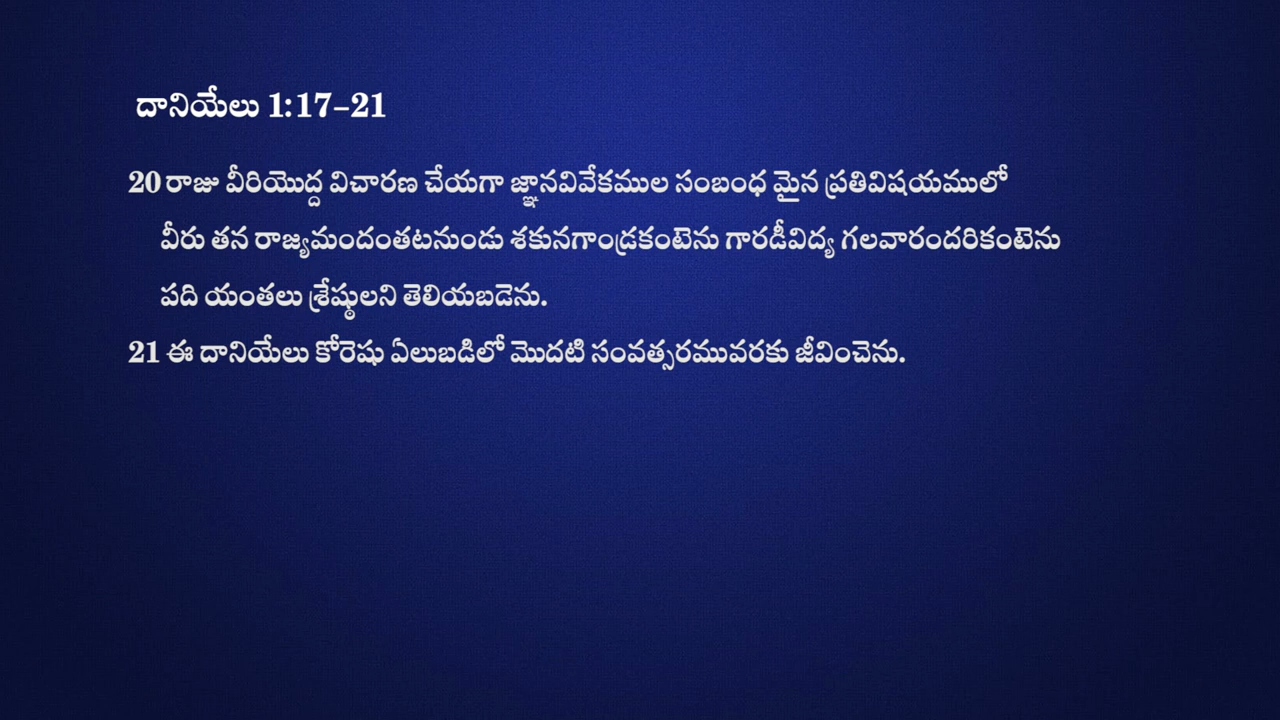 దానియేలు 1:17-21
20 రాజు వీరియొద్ద విచారణ చేయగా జ్ఞానవివేకముల సంబంధ మైన ప్రతివిషయములో
వీరు తన రాజ్యమందంతటనుండు శకునగాండ్రకంటెను గారడీవిద్య గలవారందరికంటెను
పది యంతలు శ్రేష్ఠులని తెలియబడెను.
21 ఈ దానియేలు కోరెషు ఏలుబడిలో మొదటి సంవత్సరమువరకు జీవించెను.